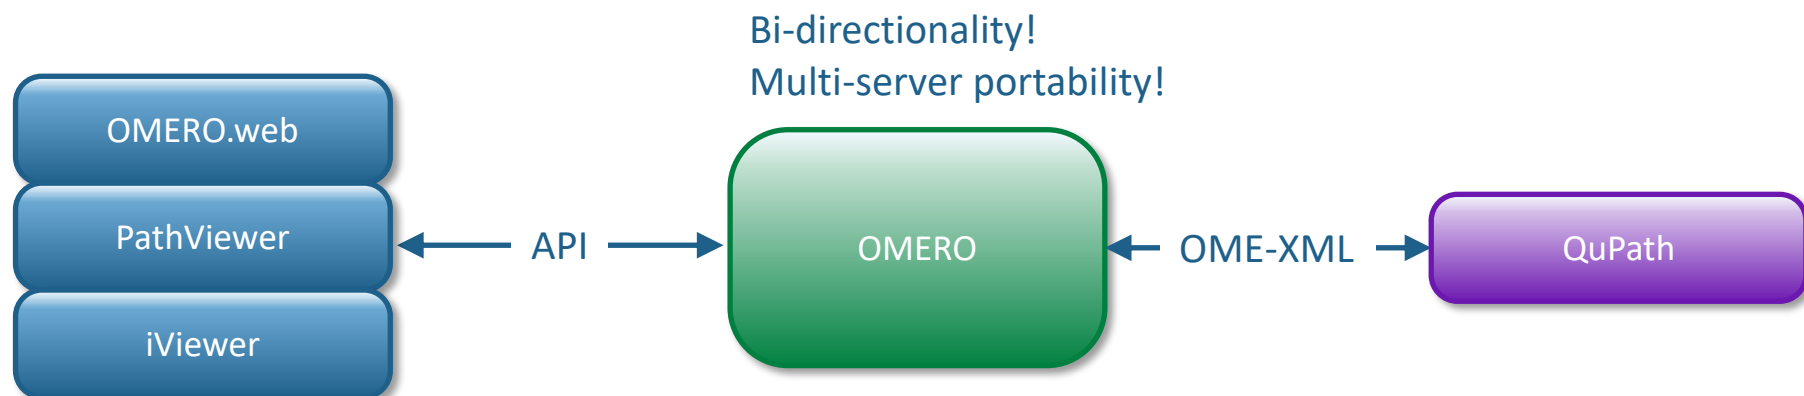 Bi-directionality!
Multi-server portability!
OMERO.web
PathViewer
iViewer
API
OMERO
OME-XML
QuPath